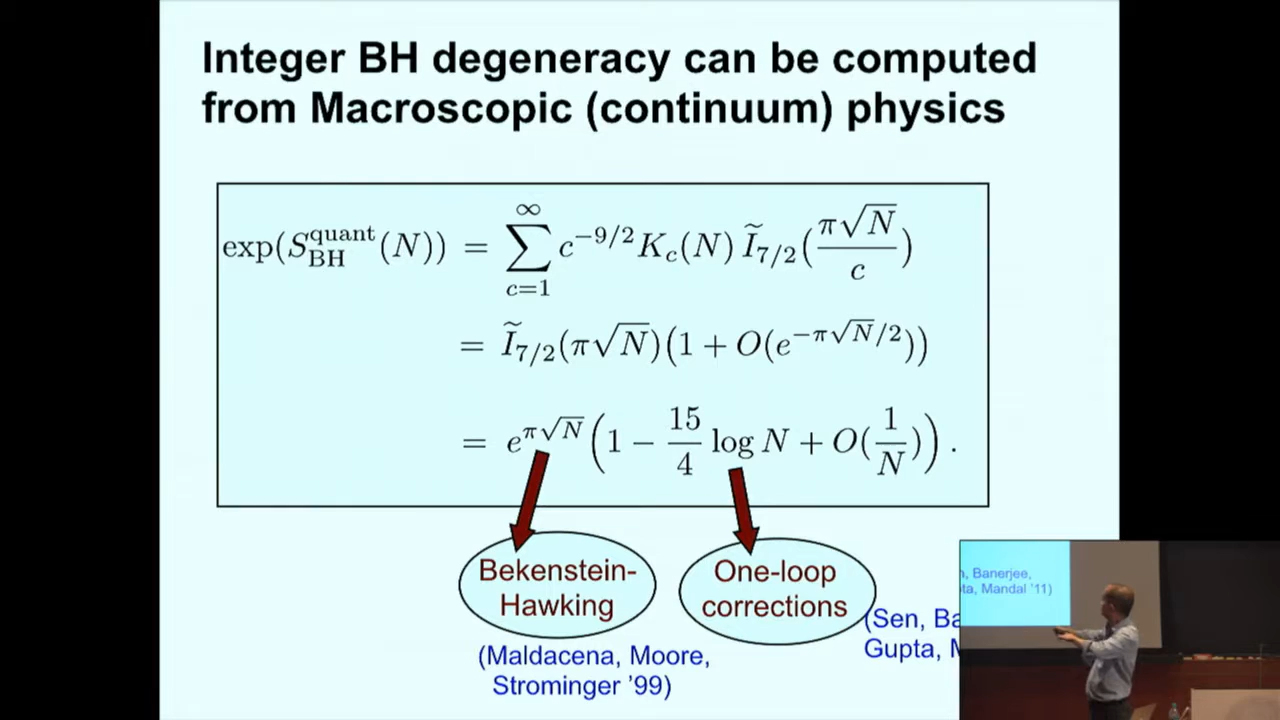 Integer BH degeneracy can be computed
from Macroscopic (continuum) physics
exp(S_BH^quant(N)) = ∑_{c=1}^∞ c^{-9/2} K_c(N) Ĩ_{7/2}(π√N / c)
= Ĩ_{7/2}(π√N)(1 + O(e^{-π√N/2}))
= e^{π√N}(1 − 15/4 log N + O(1/N)).
Bekenstein-
Hawking
One-loop
corrections
(Maldacena, Moore,
Strominger '99)
(Sen, Ba
Gupta, M
, Banerjee,
ta, Mandal '11)